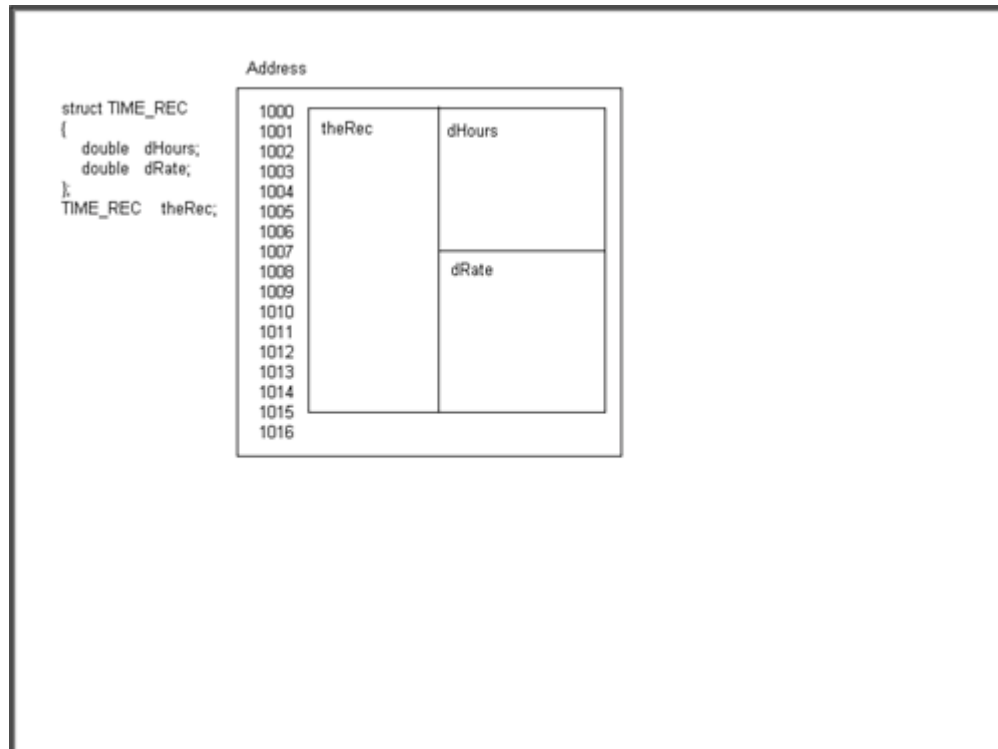 Address
struct TIME_REC
{
double dHours;
double dRate;
};
TIME_REC theRec;
1000
1001
1002
1003
1004
1005
1006
1007
1008
1009
1010
1011
1012
1013
1014
1015
1016
theRec
dHours
dRate